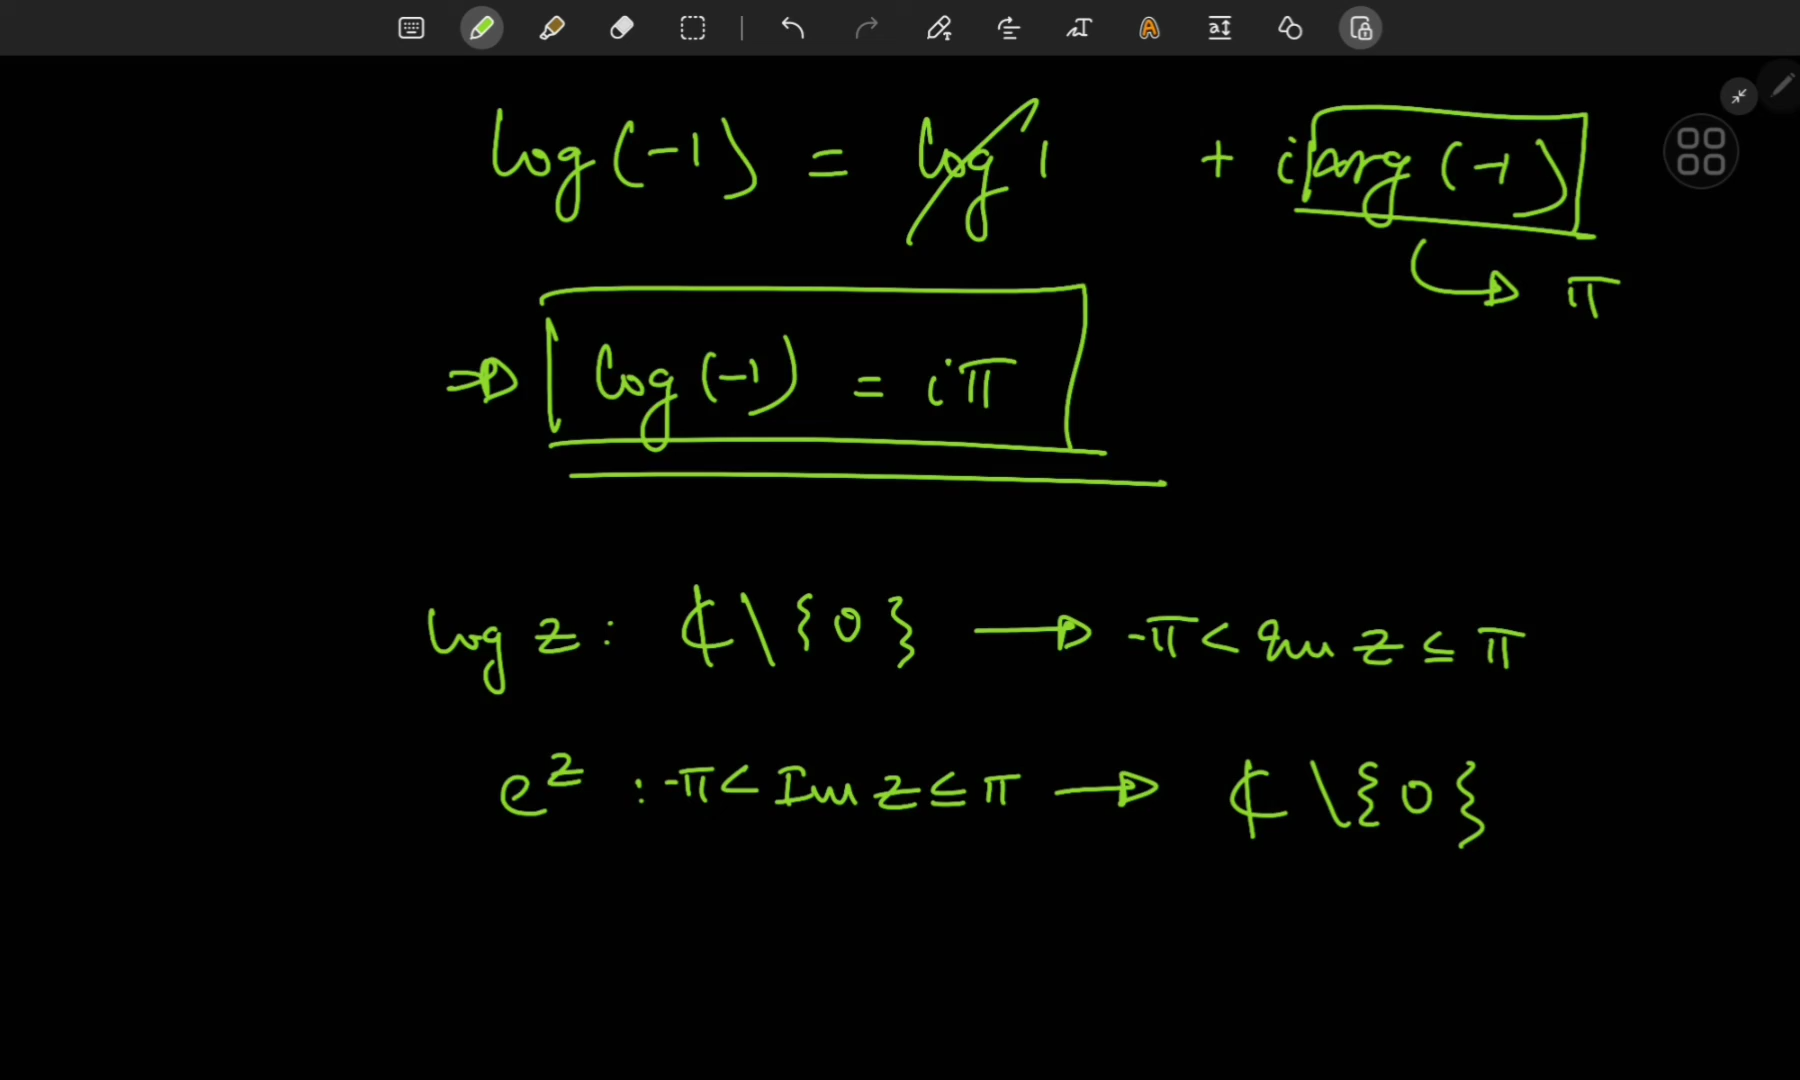 log(-1) = log 1 + i arg(-1)
↳ π
⇒ log(-1) = iπ
log z : ℂ\{0} → -π < Im z ≤ π
e^z : -π < Im z ≤ π → ℂ\{0}